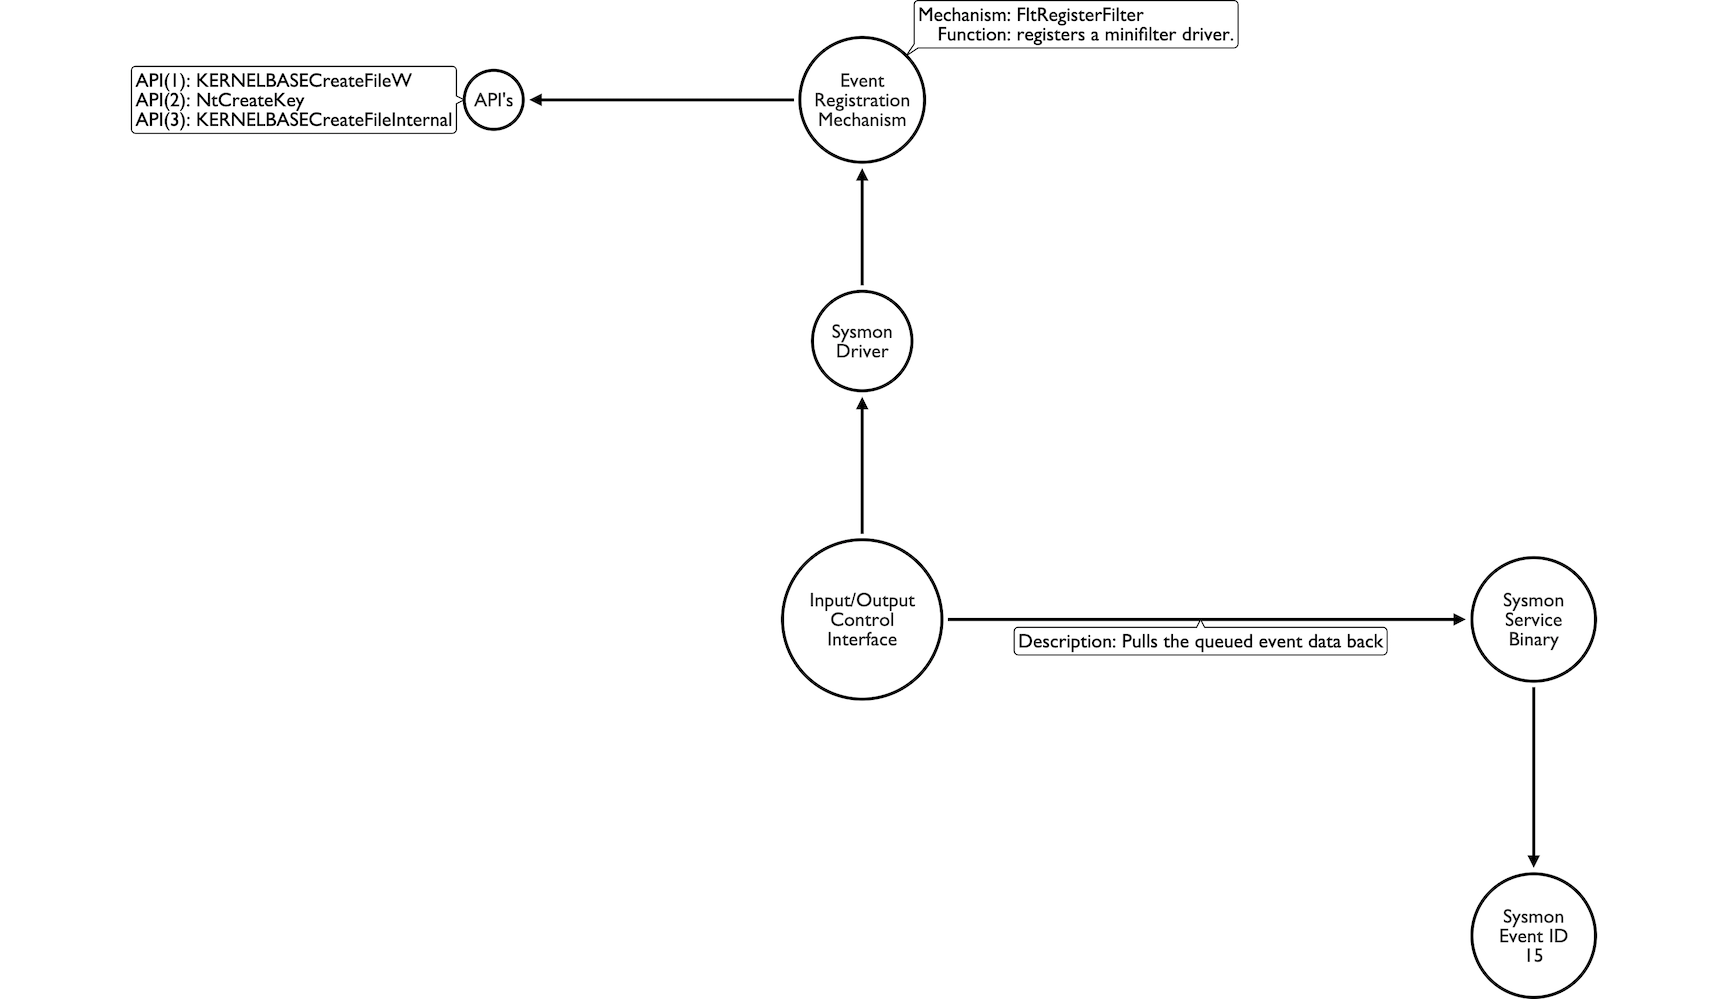 Mechanism: FltRegisterFilter
Function: registers a minifilter driver.
Event
Registration
Mechanism
API(1): KERNELBASECreateFileW
API(2): NtCreateKey
API(3): KERNELBASECreateFileInternal
API's
Sysmon
Driver
Input/Output
Control
Interface
Description: Pulls the queued event data back
Sysmon
Service
Binary
Sysmon
Event ID
15